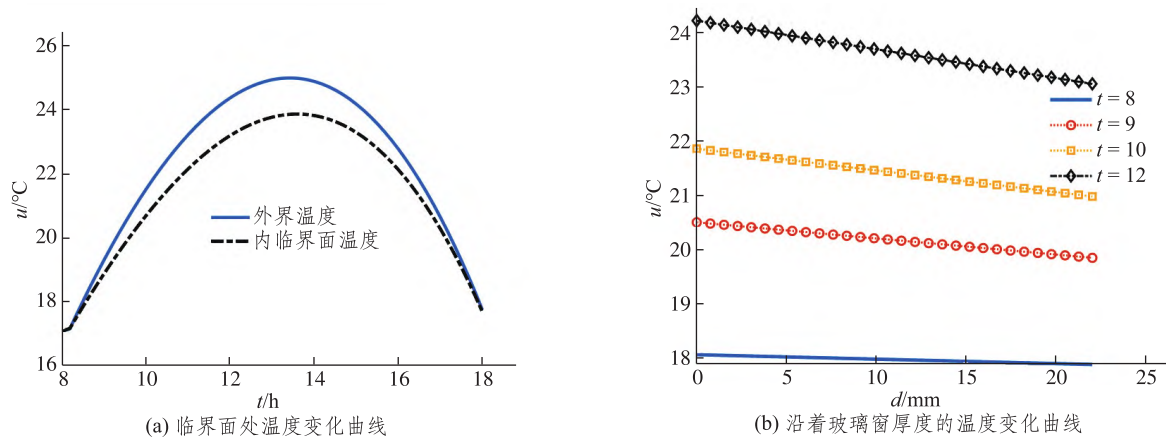 26
24
22
20
18
16
u/°C
外界温度
内临界面温度
8
10
12
14
16
18
t/h
(a) 临界面处温度变化曲线
24
23
22
21
20
19
18
u/°C
t = 8
t = 9
t = 10
t = 12
0
5
10
15
20
25
d/mm
(b) 沿着玻璃窗厚度的温度变化曲线